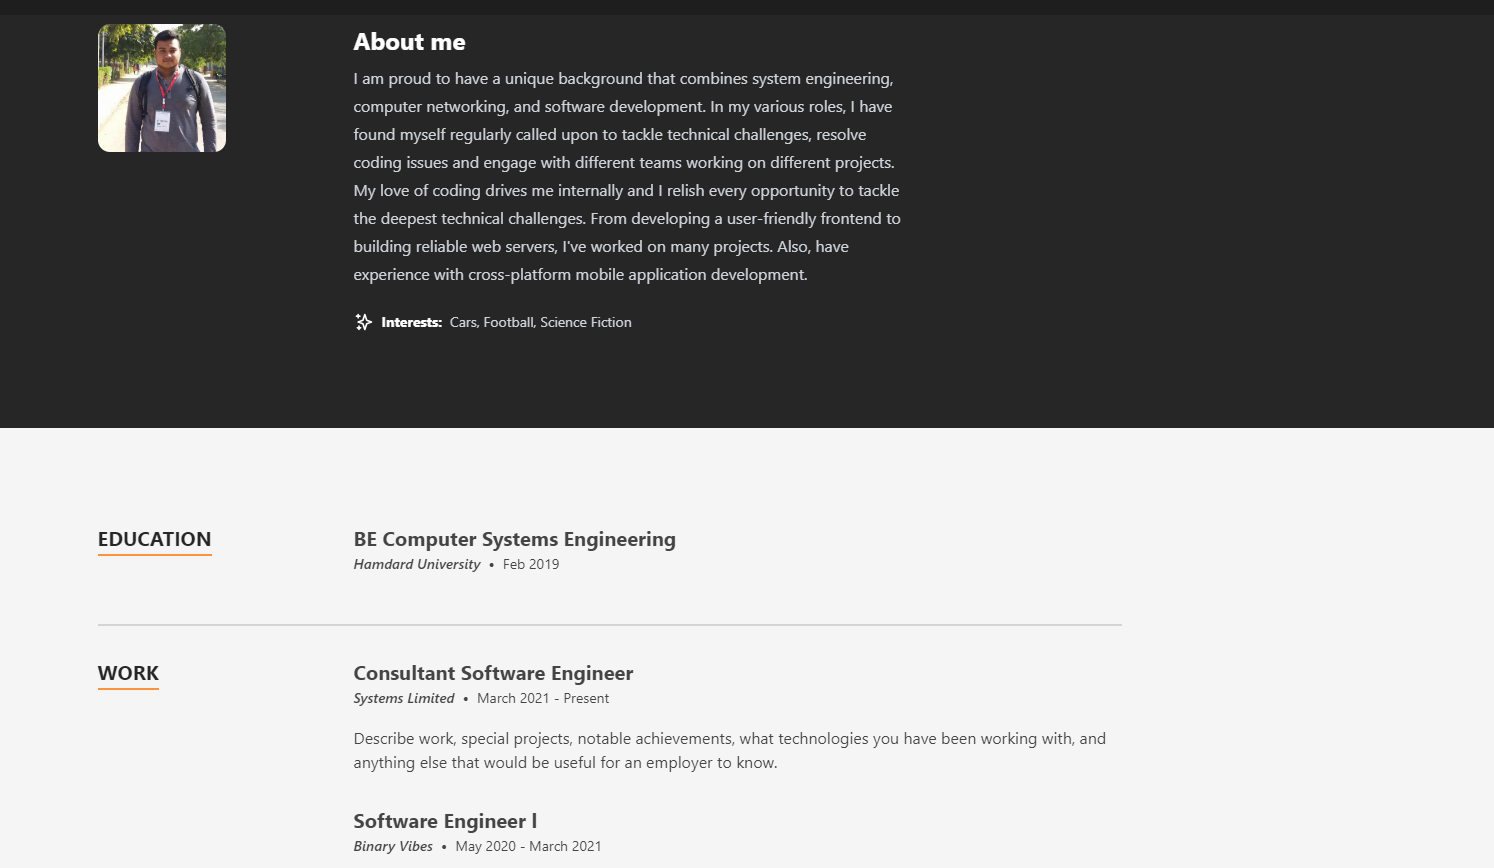 About me
I am proud to have a unique background that combines system engineering,
computer networking, and software development. In my various roles, I have
found myself regularly called upon to tackle technical challenges, resolve
coding issues and engage with different teams working on different projects.
My love of coding drives me internally and I relish every opportunity to tackle
the deepest technical challenges. From developing a user-friendly frontend to
building reliable web servers, I've worked on many projects. Also, have
experience with cross-platform mobile application development.
Interests: Cars, Football, Science Fiction
EDUCATION
BE Computer Systems Engineering
Hamdard University • Feb 2019
WORK
Consultant Software Engineer
Systems Limited • March 2021 - Present
Describe work, special projects, notable achievements, what technologies you have been working with, and
anything else that would be useful for an employer to know.
Software Engineer l
Binary Vibes • May 2020 - March 2021